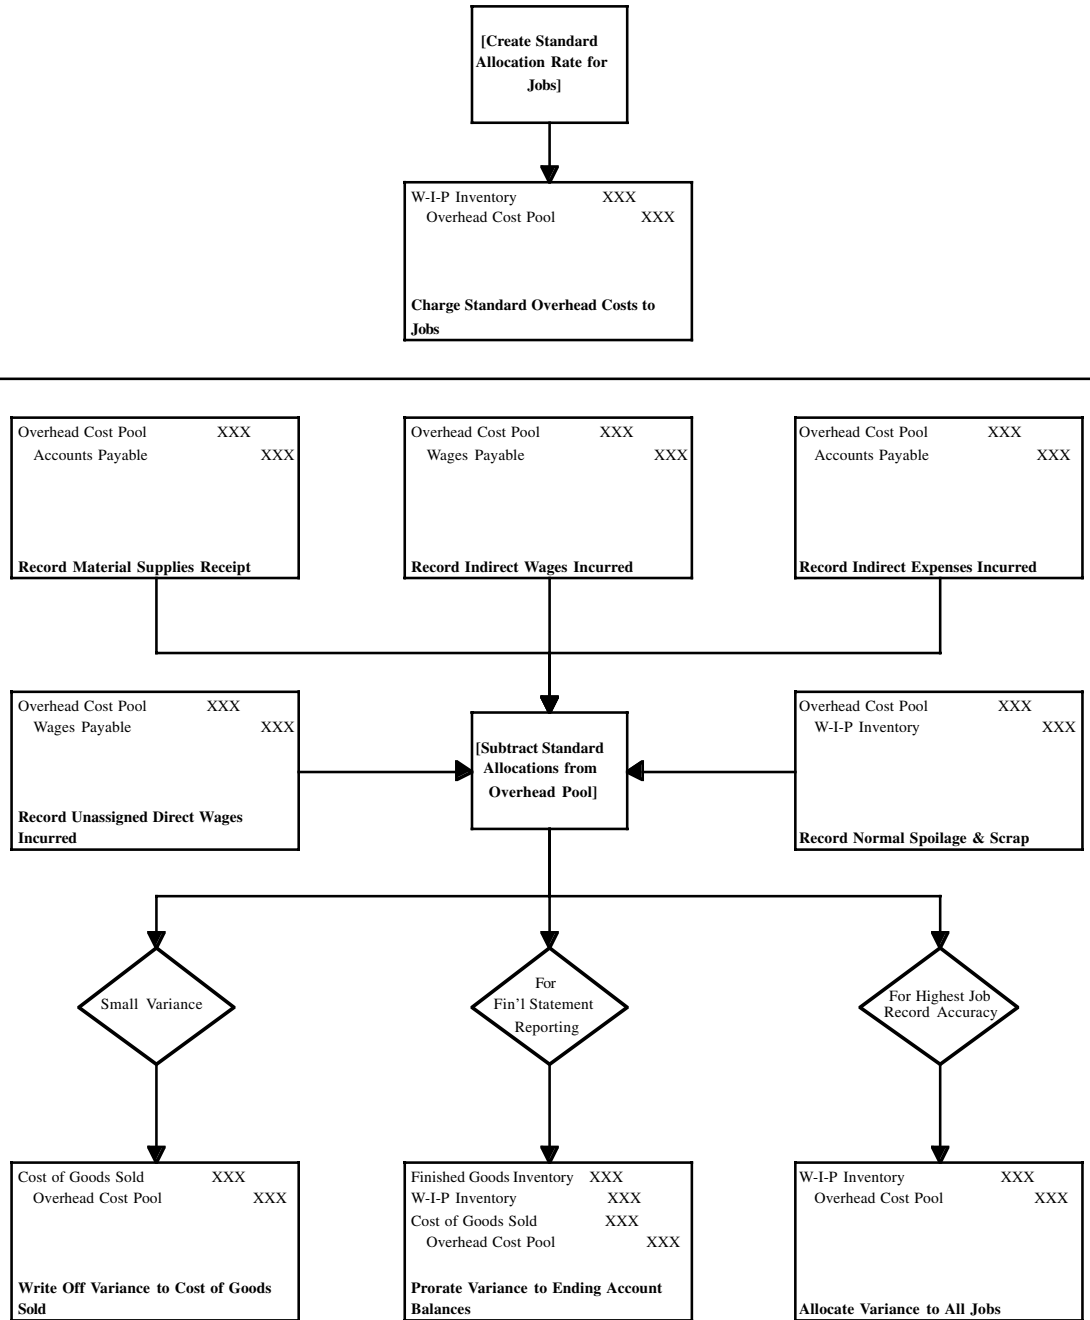 [Create Standard
Allocation Rate for
Jobs]
W-I-P Inventory XXX
Overhead Cost Pool XXX
Charge Standard Overhead Costs to
Jobs
Overhead Cost Pool XXX
Accounts Payable XXX
Record Material Supplies Receipt
Overhead Cost Pool XXX
Wages Payable XXX
Record Indirect Wages Incurred
Overhead Cost Pool XXX
Accounts Payable XXX
Record Indirect Expenses Incurred
Overhead Cost Pool XXX
Wages Payable XXX
Record Unassigned Direct Wages
Incurred
[Subtract Standard
Allocations from
Overhead Pool]
Overhead Cost Pool XXX
W-I-P Inventory XXX
Record Normal Spoilage & Scrap
Small Variance
For
Fin'l Statement
Reporting
For Highest Job
Record Accuracy
Cost of Goods Sold XXX
Overhead Cost Pool XXX
Write Off Variance to Cost of Goods
Sold
Finished Goods Inventory XXX
W-I-P Inventory XXX
Cost of Goods Sold XXX
Overhead Cost Pool XXX
Prorate Variance to Ending Account
Balances
W-I-P Inventory XXX
Overhead Cost Pool XXX
Allocate Variance to All Jobs